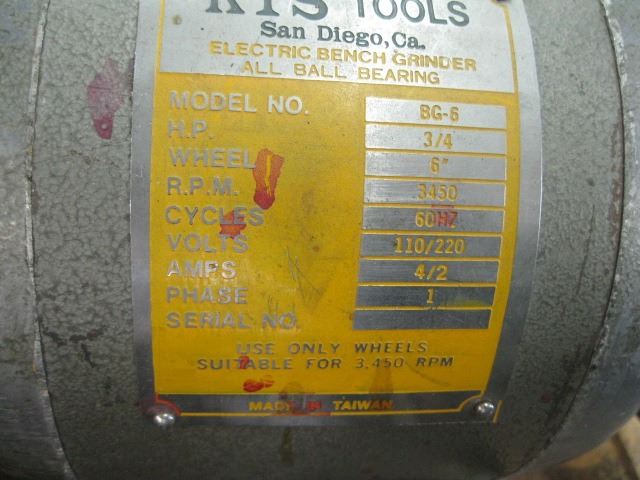 KTS TOOLS
San Diego, Ca.
ELECTRIC BENCH GRINDER
ALL BALL BEARING
MODEL NO. BG-6
H.P. 3/4
WHEEL 6"
R.P.M. 3450
CYCLES 60HZ
VOLTS 110/220
AMPS 4/2
PHASE 1
SERIAL NO.
USE ONLY WHEELS
SUITABLE FOR 3,450 RPM
MADE IN TAIWAN